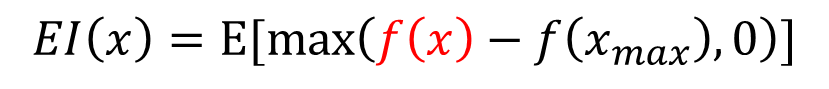 EI(x) = E[max(f(x) − f(x_max), 0)]